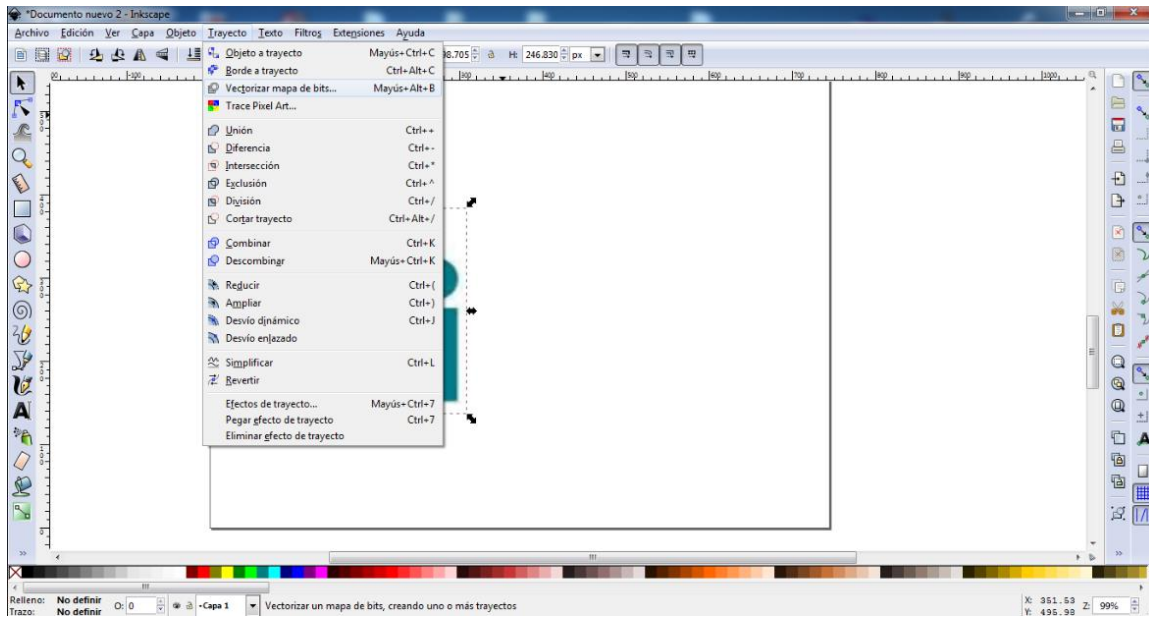 *Documento nuevo 2 - Inkscape
Archivo Edición Ver Capa Objeto Trayecto Texto Filtros Extensiones Ayuda
8.705 H: 246.830 px
Objeto a trayecto Mayús+Ctrl+C
Borde a trayecto Ctrl+Alt+C
Vectorizar mapa de bits... Mayús+Alt+B
Trace Pixel Art...
Unión Ctrl++
Diferencia Ctrl+-
Intersección Ctrl+*
Exclusión Ctrl+^
División Ctrl+/
Cortar trayecto Ctrl+Alt+/
Combinar Ctrl+K
Descombinar Mayús+Ctrl+K
Reducir Ctrl+(
Ampliar Ctrl+)
Desvío dinámico Ctrl+J
Desvío enlazado
Simplificar Ctrl+L
Revertir
Efectos de trayecto... Mayús+Ctrl+7
Pegar efecto de trayecto Ctrl+7
Eliminar efecto de trayecto
Relleno: No definir O: 0 Capa 1 Vectorizar un mapa de bits, creando uno o más trayectos X: 351.53 Z: 99%
Trazo: No definir Y: 495.98